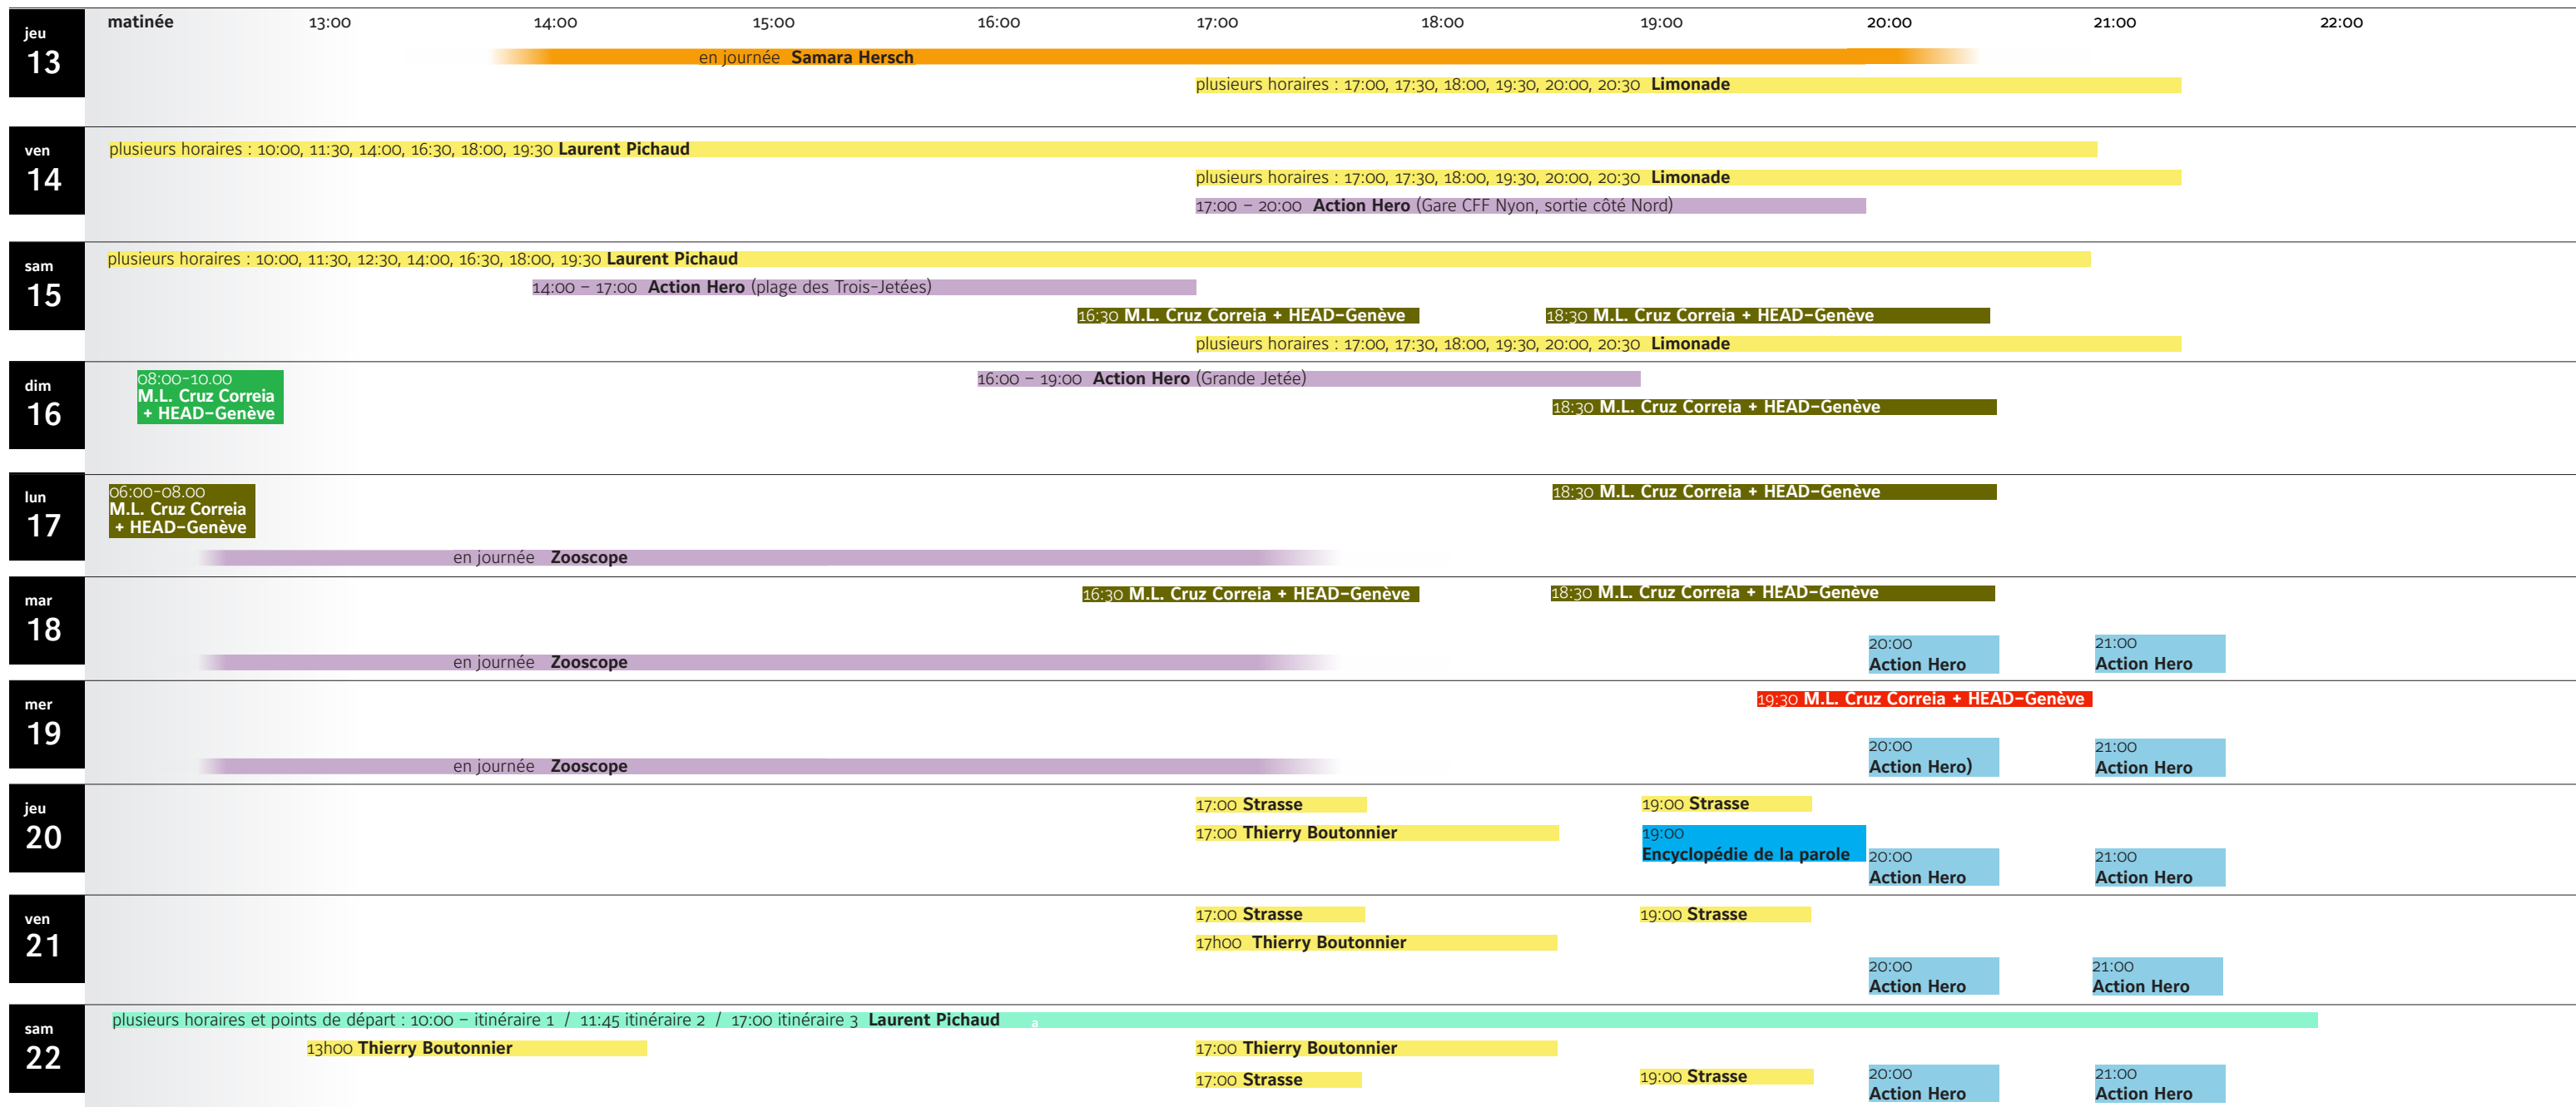 matinée 13:00 14:00 15:00 16:00 17:00 18:00 19:00 20:00 21:00 22:00
jeu
13
en journée Samara Hersch
plusieurs horaires : 17:00, 17:30, 18:00, 19:30, 20:00, 20:30 Limonade
ven
14
plusieurs horaires : 10:00, 11:30, 14:00, 16:30, 18:00, 19:30 Laurent Pichaud
plusieurs horaires : 17:00, 17:30, 18:00, 19:30, 20:00, 20:30 Limonade
17:00 – 20:00 Action Hero (Gare CFF Nyon, sortie côté Nord)
sam
15
plusieurs horaires : 10:00, 11:30, 12:30, 14:00, 16:30, 18:00, 19:30 Laurent Pichaud
14:00 – 17:00 Action Hero (plage des Trois-Jetées)
16:30 M.L. Cruz Correia + HEAD–Genève
18:30 M.L. Cruz Correia + HEAD–Genève
plusieurs horaires : 17:00, 17:30, 18:00, 19:30, 20:00, 20:30 Limonade
dim
16
08:00-10.00
M.L. Cruz Correia
+ HEAD–Genève
16:00 – 19:00 Action Hero (Grande Jetée)
18:30 M.L. Cruz Correia + HEAD–Genève
lun
17
06:00-08.00
M.L. Cruz Correia
+ HEAD–Genève
18:30 M.L. Cruz Correia + HEAD–Genève
en journée Zooscope
mar
18
16:30 M.L. Cruz Correia + HEAD–Genève
18:30 M.L. Cruz Correia + HEAD–Genève
en journée Zooscope
20:00
Action Hero
21:00
Action Hero
mer
19
19:30 M.L. Cruz Correia + HEAD–Genève
en journée Zooscope
20:00
Action Hero)
21:00
Action Hero
jeu
20
17:00 Strasse
19:00 Strasse
17:00 Thierry Boutonnier
19:00
Encyclopédie de la parole
20:00
Action Hero
21:00
Action Hero
ven
21
17:00 Strasse
19:00 Strasse
17h00 Thierry Boutonnier
20:00
Action Hero
21:00
Action Hero
sam
22
plusieurs horaires et points de départ : 10:00 – itinéraire 1 / 11:45 itinéraire 2 / 17:00 itinéraire 3 Laurent Pichaud a
13h00 Thierry Boutonnier
17:00 Thierry Boutonnier
17:00 Strasse
19:00 Strasse
20:00
Action Hero
21:00
Action Hero